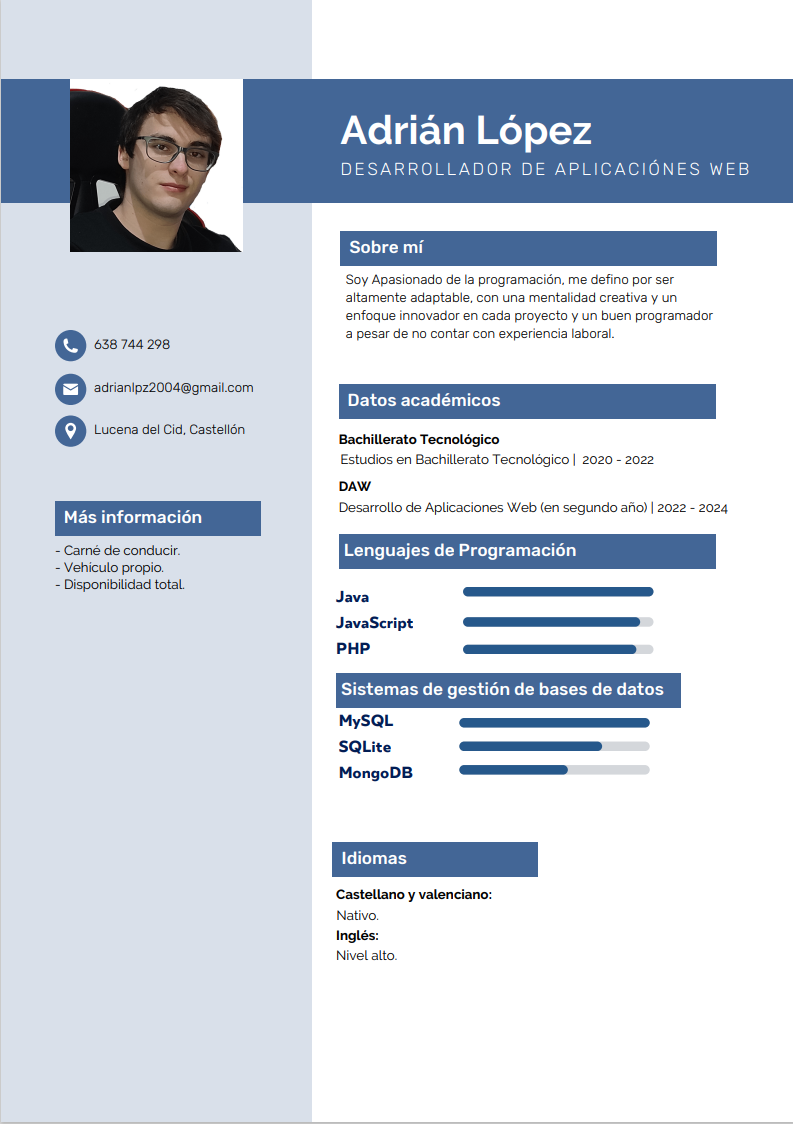 Adrián López
DESARROLLADOR DE APLICACIÓNES WEB
638 744 298
adrianlpz2004@gmail.com
Lucena del Cid, Castellón
Más información
- Carné de conducir.
- Vehículo propio.
- Disponibilidad total.
Sobre mí
Soy Apasionado de la programación, me defino por ser
altamente adaptable, con una mentalidad creativa y un
enfoque innovador en cada proyecto y un buen programador
a pesar de no contar con experiencia laboral.
Datos académicos
Bachillerato Tecnológico
Estudios en Bachillerato Tecnológico | 2020 - 2022
DAW
Desarrollo de Aplicaciones Web (en segundo año) | 2022 - 2024
Lenguajes de Programación
Java
JavaScript
PHP
Sistemas de gestión de bases de datos
MySQL
SQLite
MongoDB
Idiomas
Castellano y valenciano:
Nativo.
Inglés:
Nivel alto.